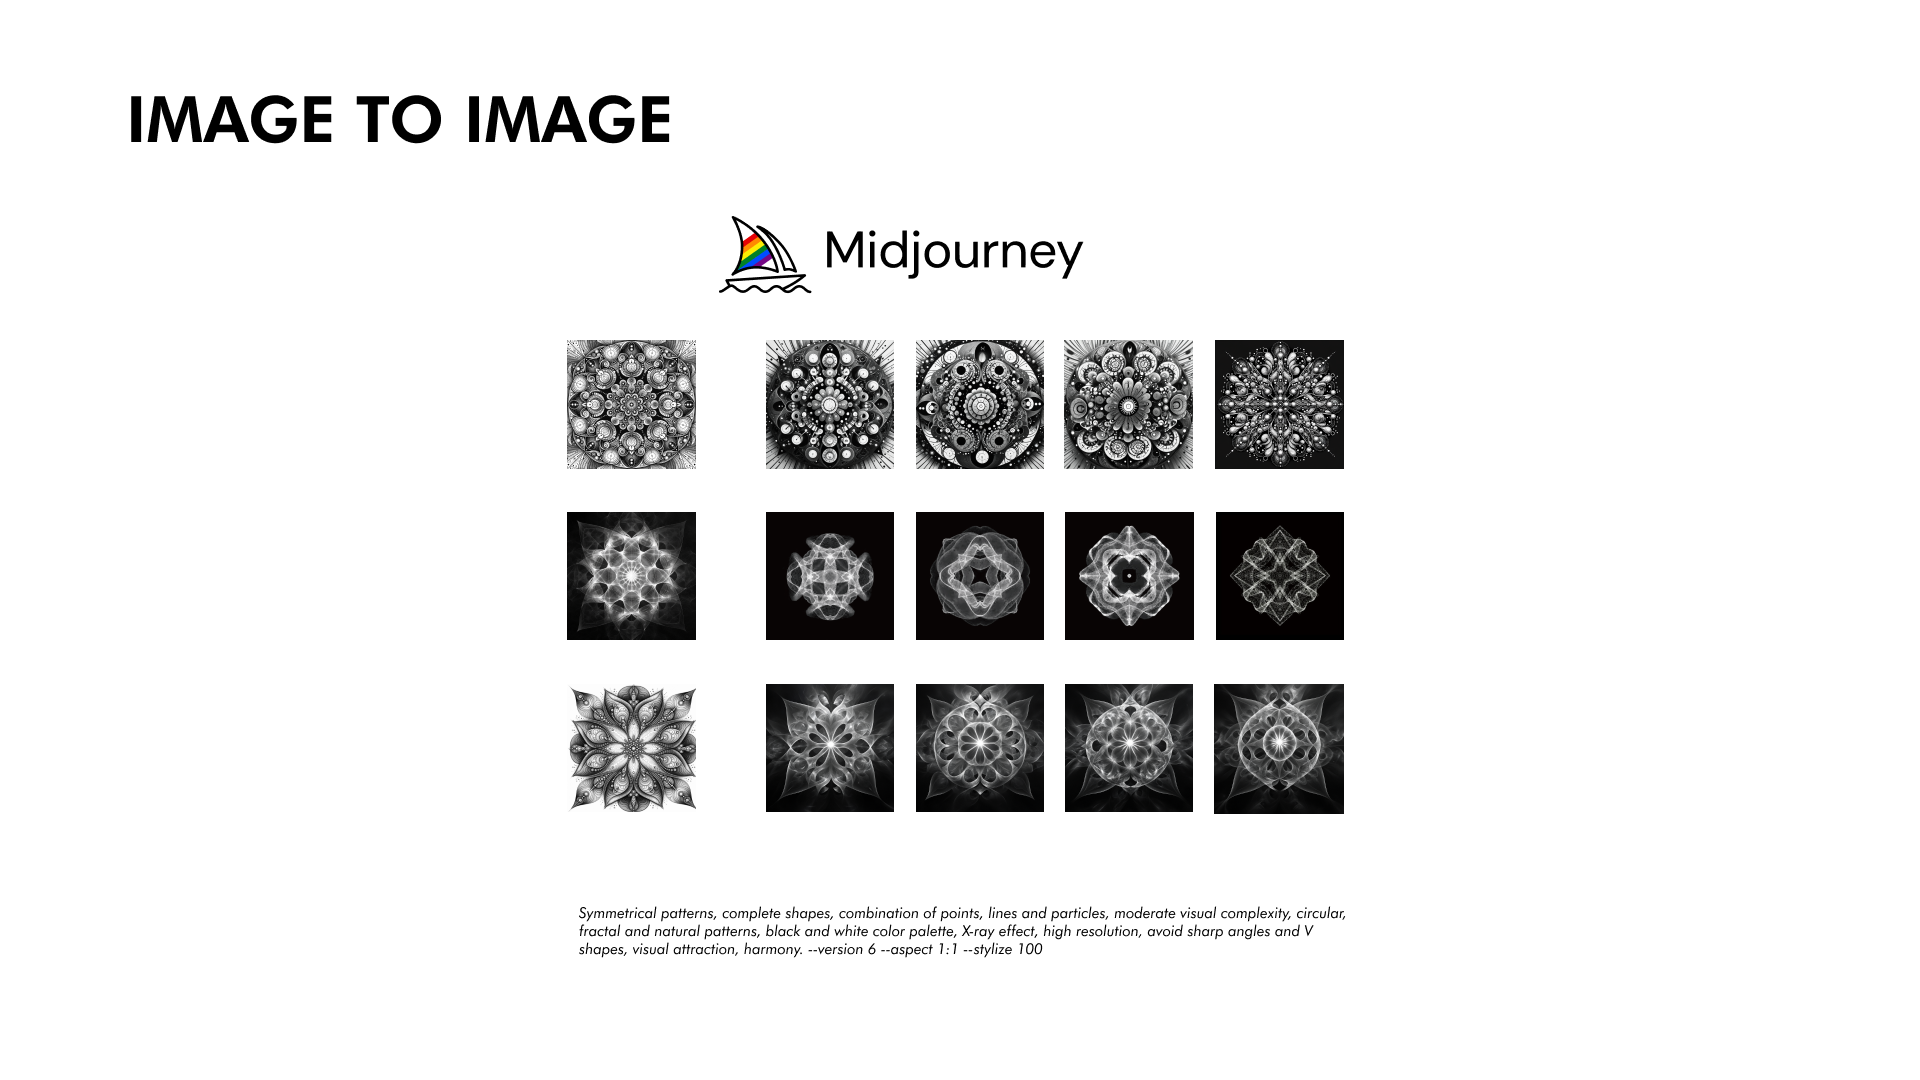 IMAGE TO IMAGE
Midjourney
Symmetrical patterns, complete shapes, combination of points, lines and particles, moderate visual complexity, circular,
fractal and natural patterns, black and white color palette, X-ray effect, high resolution, avoid sharp angles and V
shapes, visual attraction, harmony. --version 6 --aspect 1:1 --stylize 100